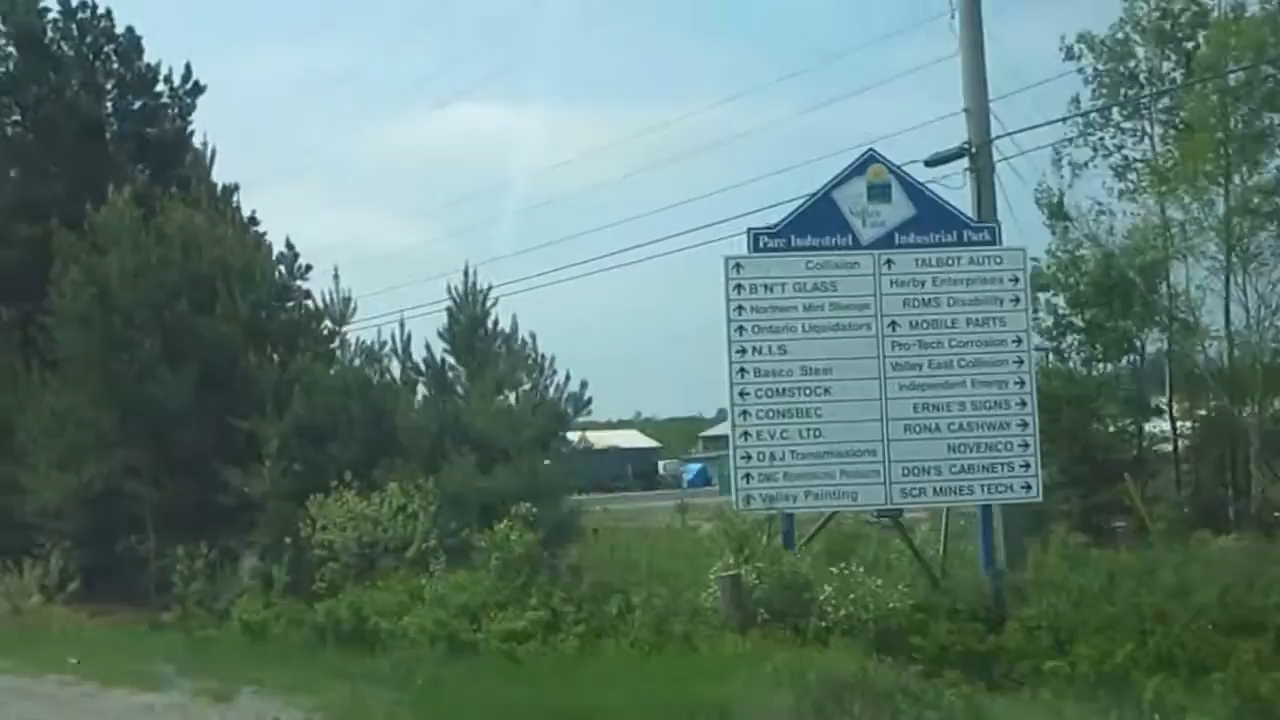 Parc Industriel
Industrial Park
↑ Collision
↑ B'N'T GLASS
↑ Northern Mini Storage
↑ Ontario Liquidators
→ N.I.S.
↑ Basco Steel
← COMSTOCK
↑ CONSBEC
↑ E.V.C. LTD.
→ D&J Transmissions
↑ Products
↑ Valley Painting
↑ TALBOT AUTO
Herby Enterprises →
RDMS Disability →
↑ MOBILE PARTS
Pro-Tech Corrosion →
Valley East Collision →
Independent Energy →
ERNIE'S SIGNS →
RONA CASHWAY →
NOVENCO →
DON'S CABINETS →
SCR MINES TECH. →